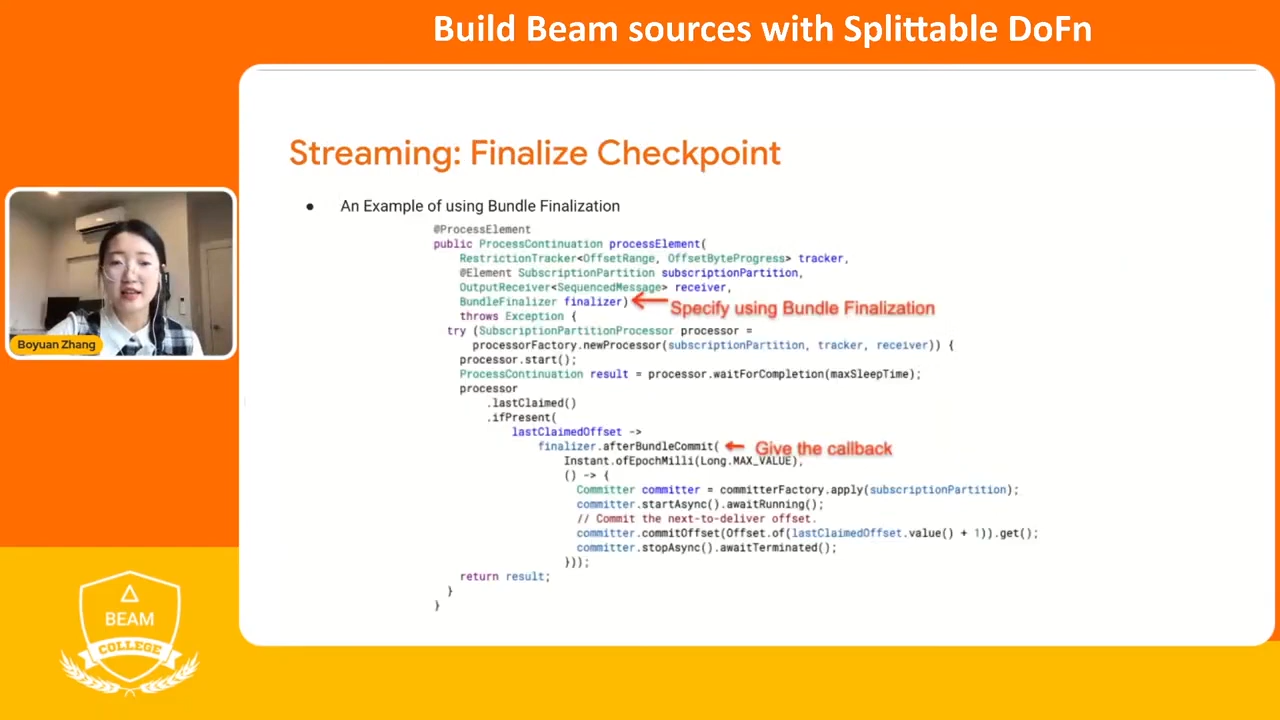 Build Beam sources with Splittable DoFn
Streaming: Finalize Checkpoint
● An Example of using Bundle Finalization
@ProcessElement
public ProcessContinuation processElement(
RestrictionTracker<OffsetRange, OffsetByteProgress> tracker,
@Element SubscriptionPartition subscriptionPartition,
OutputReceiver<SequencedMessage> receiver,
BundleFinalizer finalizer)
Specify using Bundle Finalization
throws Exception {
try (SubscriptionPartitionProcessor processor =
processorFactory.newProcessor(subscriptionPartition, tracker, receiver)) {
processor.start();
ProcessContinuation result = processor.waitForCompletion(maxSleepTime);
processor
.lastClaimed()
.ifPresent(
lastClaimedOffset ->
finalizer.afterBundleCommit(
Give the callback
Instant.ofEpochMilli(Long.MAX_VALUE),
() -> {
Committer committer = committerFactory.apply(subscriptionPartition);
committer.startAsync().awaitRunning();
// Commit the next-to-deliver offset.
committer.commitOffset(Offset.of(lastClaimedOffset.value() + 1)).get();
committer.stopAsync().awaitTerminated();
}));
return result;
}
}
Boyuan Zhang
BEAM
COLLEGE